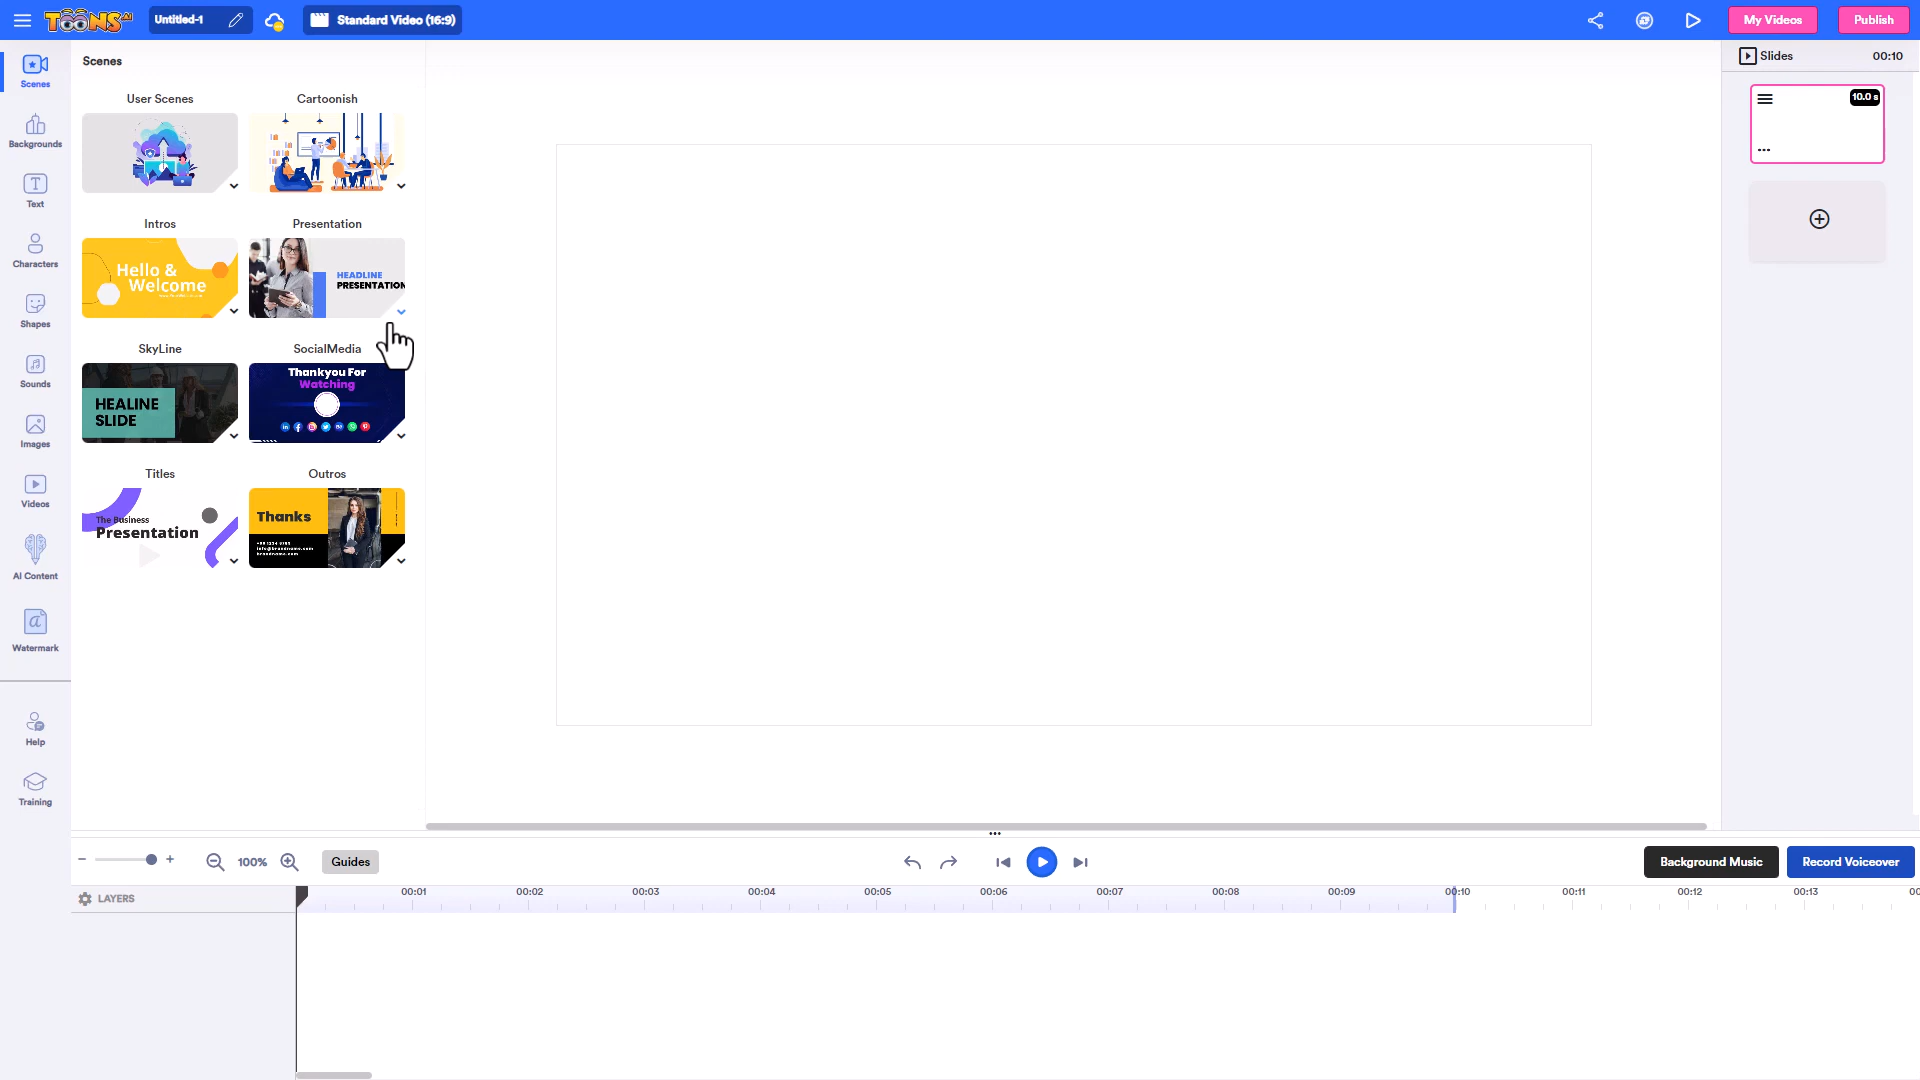 TOONS AI
Untitled-1
Standard Video (16:9)
My Videos
Publish
Scenes
Backgrounds
Text
Characters
Shapes
Sounds
Images
Videos
AI Content
Watermark
Help
Training
Scenes
User Scenes
Cartoonish
Intros
Presentation
Hello &
Welcome
HEADLINE
PRESENTATION
SkyLine
SocialMedia
HEALINE
SLIDE
Thankyou For
Watching
Titles
Outros
The Business
Presentation
Thanks
Slides
00:10
10.0 s
100%
Guides
Background Music
Record Voiceover
LAYERS
00:01
00:02
00:03
00:04
00:05
00:06
00:07
00:08
00:09
00:10
00:11
00:12
00:13